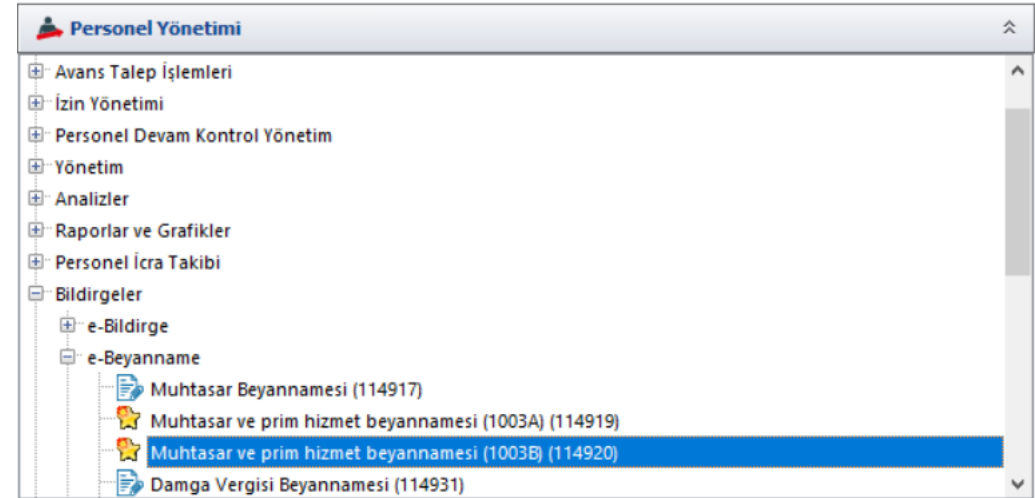 Personel Yönetimi
Avans Talep İşlemleri
İzin Yönetimi
Personel Devam Kontrol Yönetim
Yönetim
Analizler
Raporlar ve Grafikler
Personel İcra Takibi
Bildirgeler
e-Bildirge
e-Beyanname
Muhtasar Beyannamesi (114917)
Muhtasar ve prim hizmet beyannamesi (1003A) (114919)
Muhtasar ve prim hizmet beyannamesi (1003B) (114920)
Damga Vergisi Beyannamesi (114931)